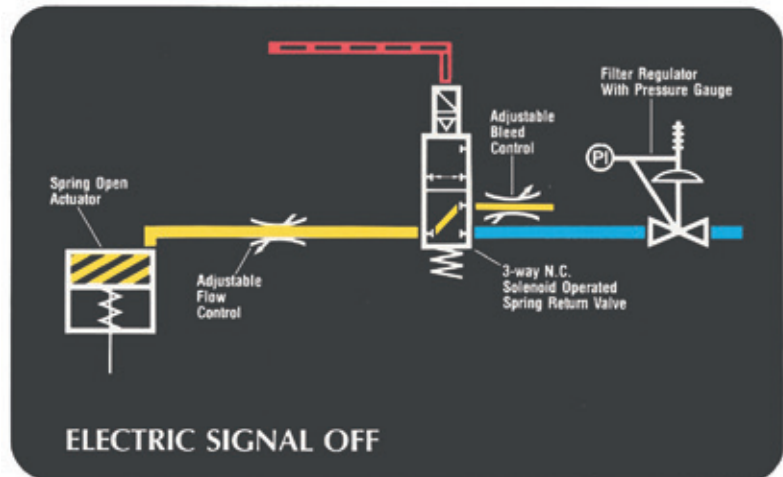 Filter Regulator
With Pressure Gauge
Adjustable
Bleed
Control
PI
Spring Open
Actuator
Adjustable
Flow
Control
3-way N.C.
Solenoid Operated
Spring Return Valve
ELECTRIC SIGNAL OFF